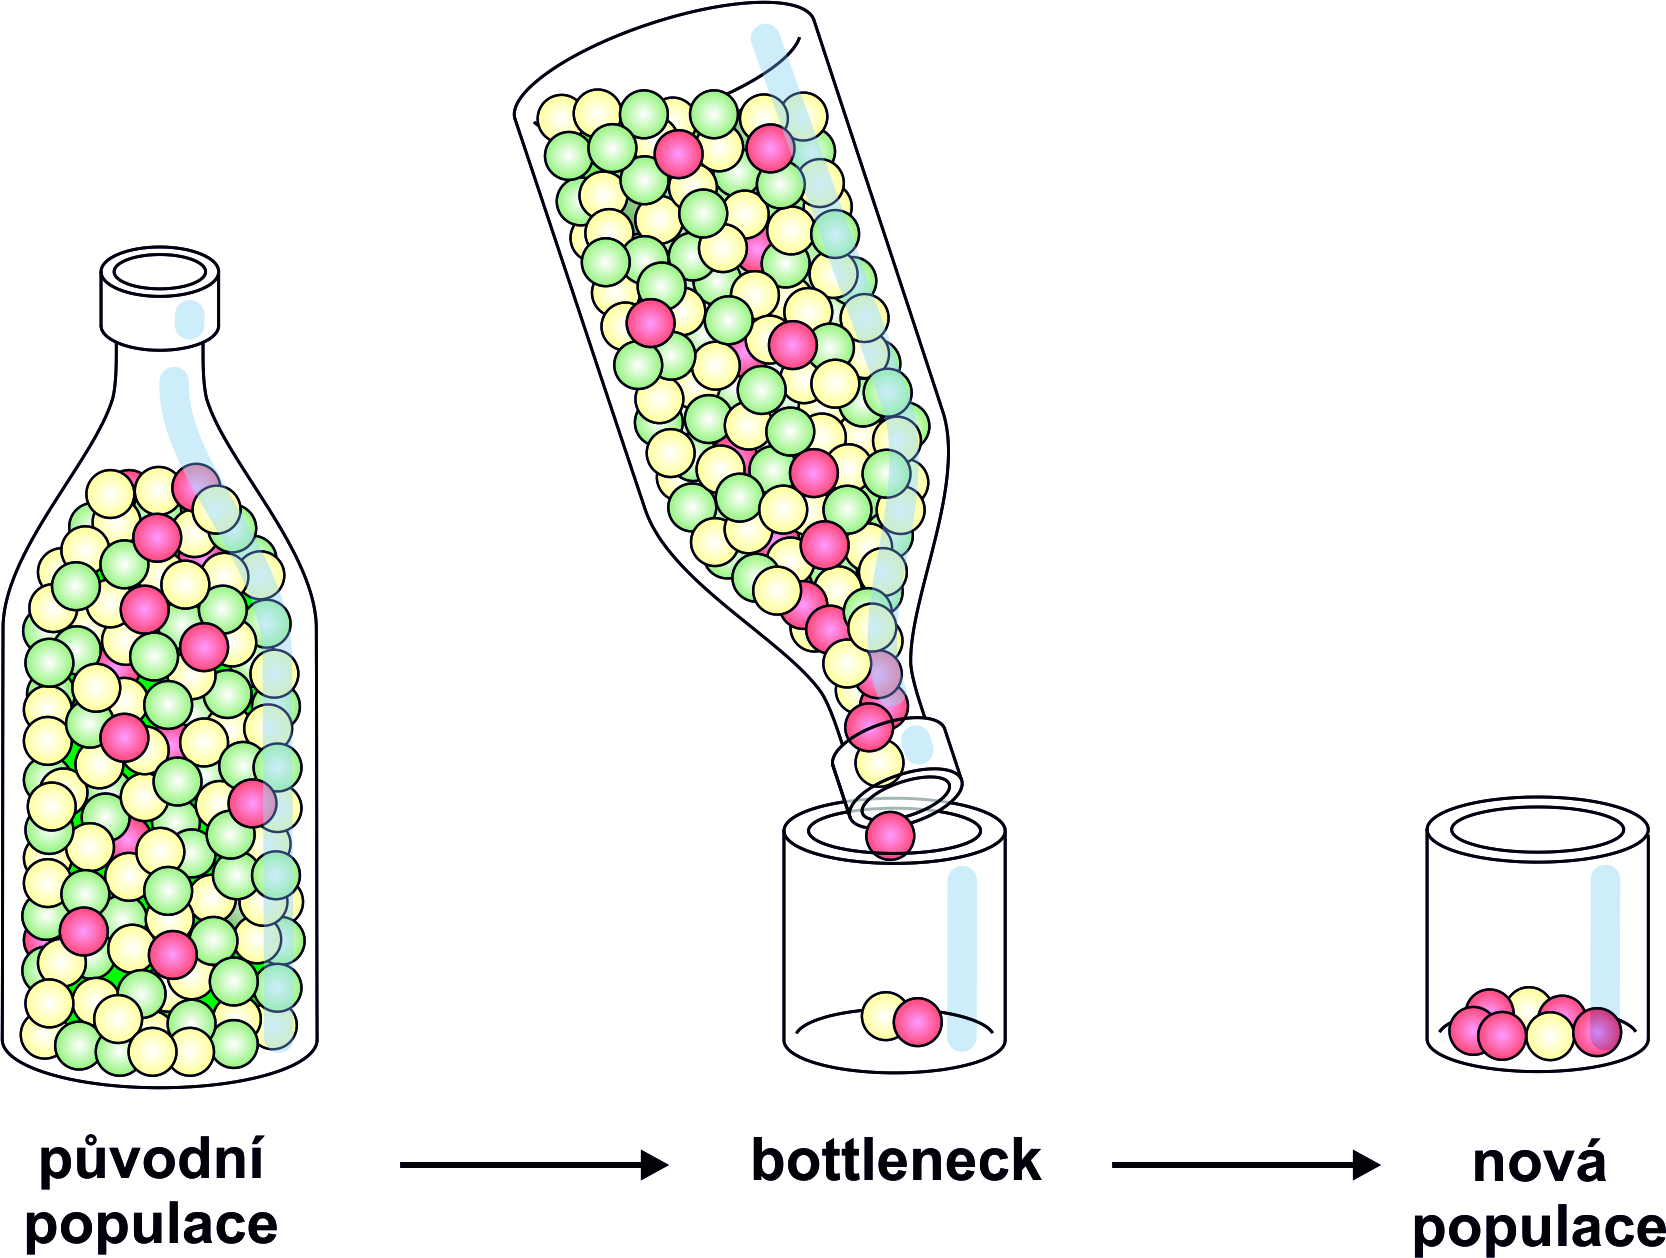 původní
populace
bottleneck
nová
populace